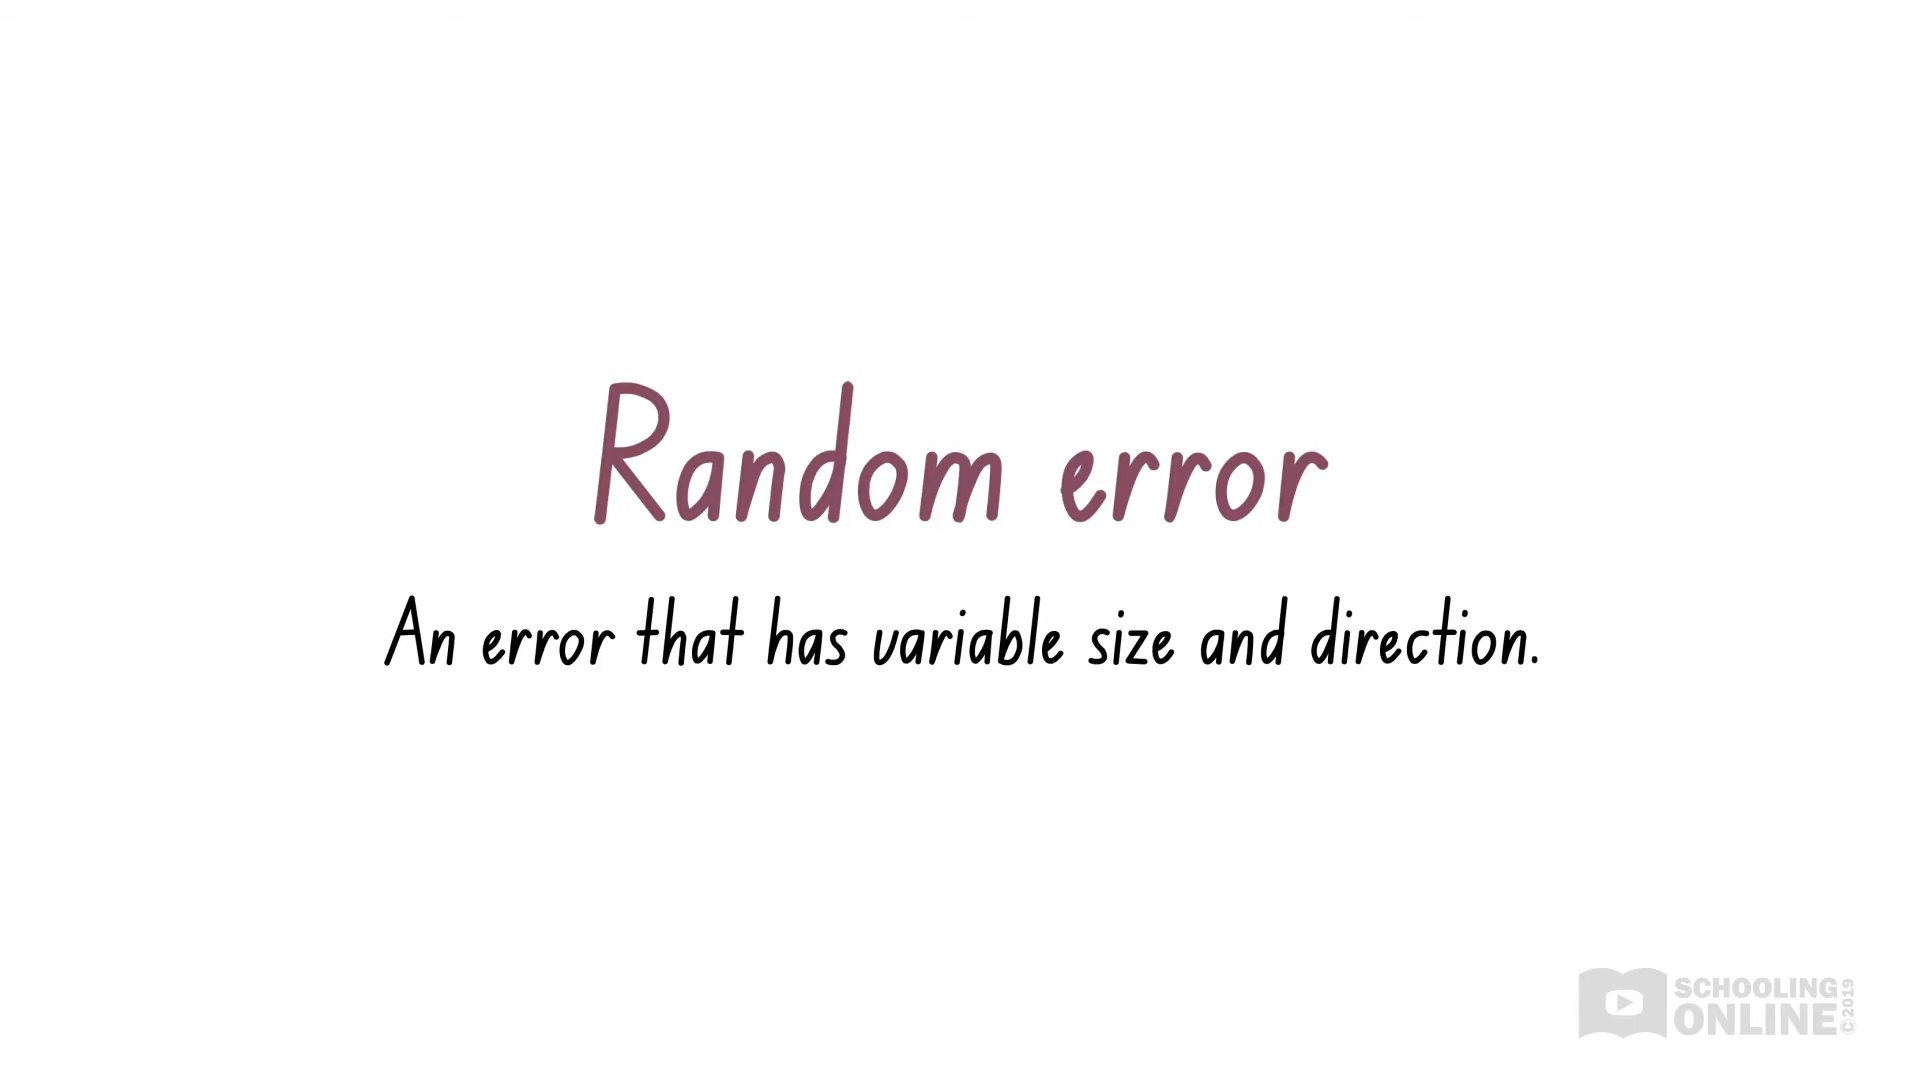 Random error
An error that has variable size and direction.
SCHOOLING
ONLINE
©2019